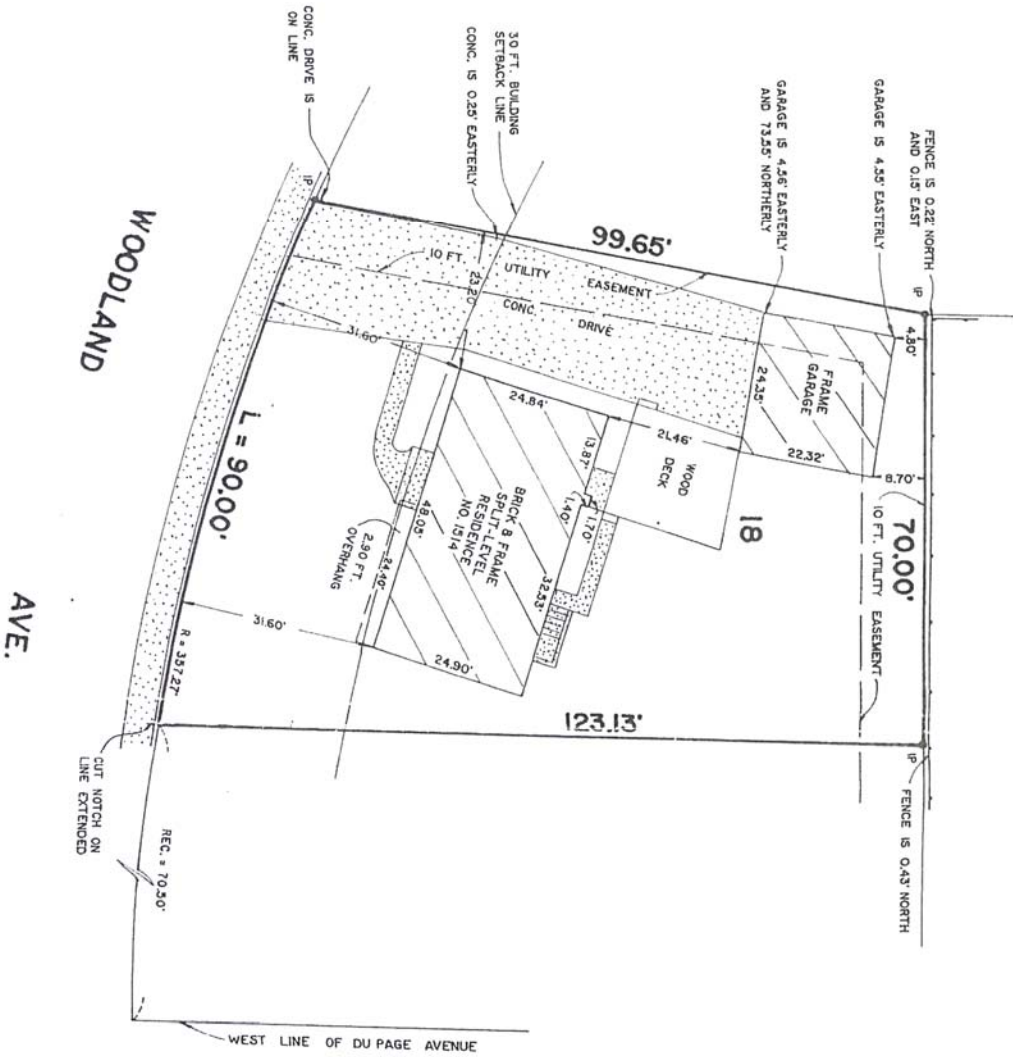 FENCE IS 0.22' NORTH
AND 0.15' EAST
GARAGE IS 4.55' EASTERLY
GARAGE IS 4.56' EASTERLY
AND 73.55' NORTHERLY
30 FT. BUILDING
SETBACK LINE
CONC. IS 0.25' EASTERLY
CONC. DRIVE IS
ON LINE
IP
IP
99.65'
10 FT.
UTILITY
EASEMENT
23.20'
CONC.
DRIVE
31.60'
4.80'
FRAME
GARAGE
24.35'
22.32'
8.70'
70.00'
10 FT. UTILITY EASEMENT
24.84'
21.46'
WOOD
DECK
13.87'
1.70'
1.40'
18
BRICK & FRAME
SPLIT-LEVEL
RESIDENCE
NO. 1514
32.53'
48.05'
24.40'
2.90 FT.
OVERHANG
24.90'
31.60'
L = 90.00'
R = 357.27'
123.13'
IP
FENCE IS 0.43' NORTH
WOODLAND
AVE.
CUT NOTCH ON
LINE EXTENDED
REC. = 70.50'
WEST LINE OF DU PAGE AVENUE